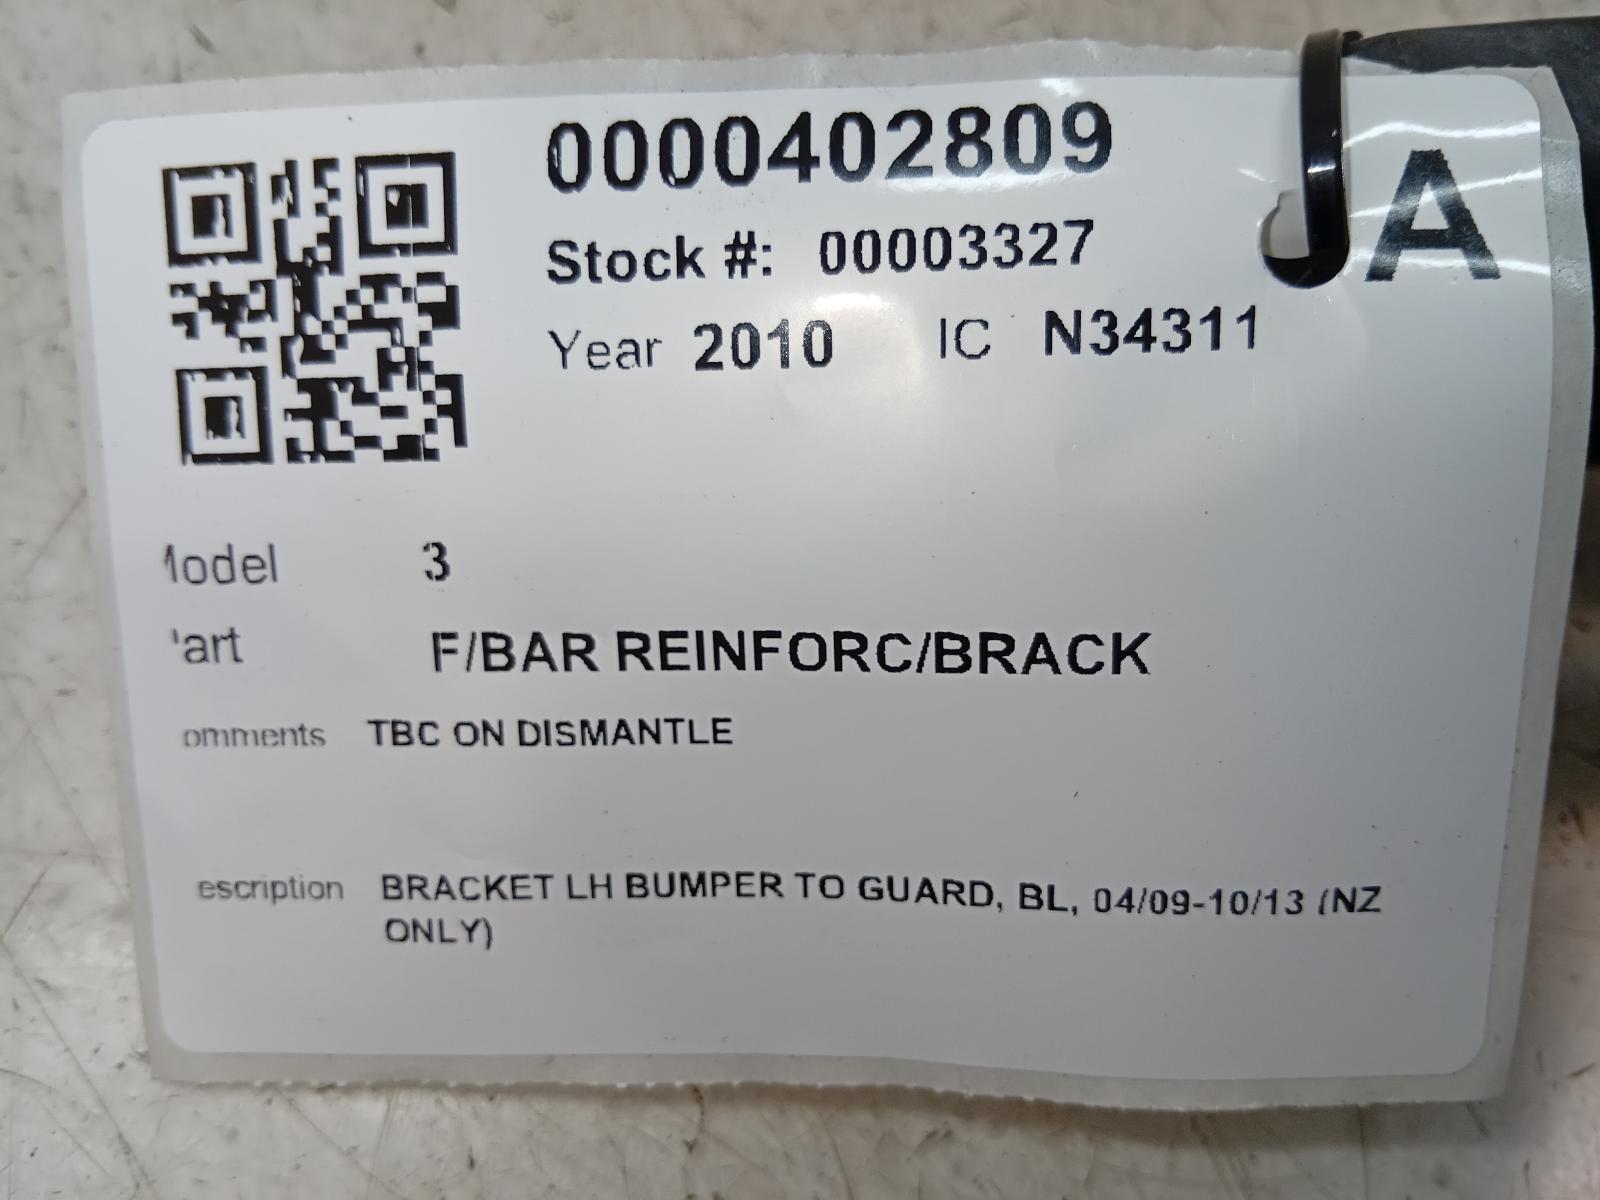 0000402809
A
Stock #: 00003327
Year 2010 IC N34311
Model 3
'art F/BAR REINFORC/BRACK
omments TBC ON DISMANTLE
escription BRACKET LH BUMPER TO GUARD, BL, 04/09-10/13 (NZ
ONLY)